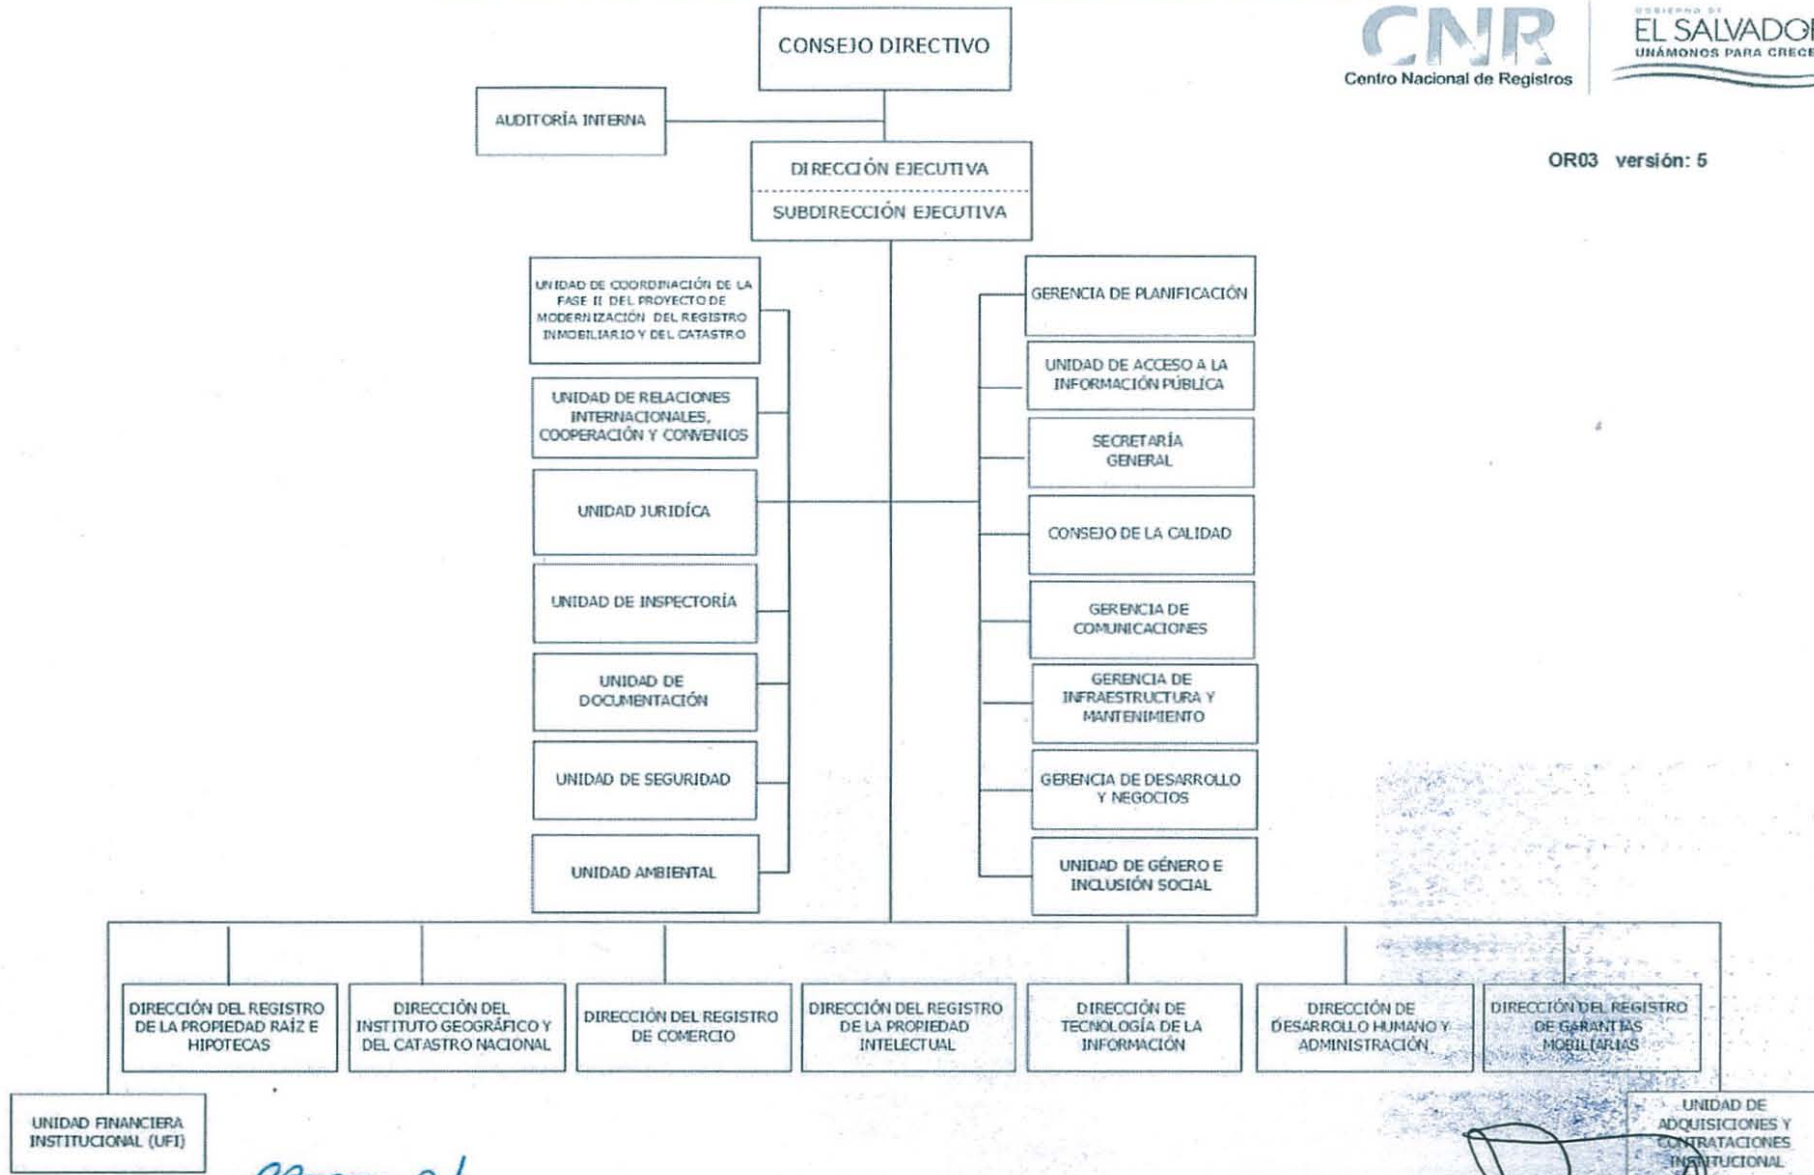 CONSEJO DIRECTIVO
CNR
Centro Nacional de Registros
GOBIERNO DE
EL SALVADOR
UNÁMONOS PARA CRECER
AUDITORÍA INTERNA
OR03 versión: 5
DIRECCIÓN EJECUTIVA
SUBDIRECCIÓN EJECUTIVA
UNIDAD DE COORDINACIÓN DE LA
FASE II DEL PROYECTO DE
MODERNIZACIÓN DEL REGISTRO
INMOBILIARIO Y DEL CATASTRO
UNIDAD DE RELACIONES
INTERNACIONALES,
COOPERACIÓN Y CONVENIOS
UNIDAD JURIDÍCA
UNIDAD DE INSPECTORÍA
UNIDAD DE
DOCUMENTACIÓN
UNIDAD DE SEGURIDAD
UNIDAD AMBIENTAL
GERENCIA DE PLANIFICACIÓN
UNIDAD DE ACCESO A LA
INFORMACIÓN PÚBLICA
SECRETARÍA
GENERAL
CONSEJO DE LA CALIDAD
GERENCIA DE
COMUNICACIONES
GERENCIA DE
INFRAESTRUCTURA Y
MANTENIMIENTO
GERENCIA DE DESARROLLO
Y NEGOCIOS
UNIDAD DE GÉNERO E
INCLUSIÓN SOCIAL
DIRECCIÓN DEL REGISTRO
DE LA PROPIEDAD RAÍZ E
HIPOTECAS
DIRECCIÓN DEL
INSTITUTO GEOGRÁFICO Y
DEL CATASTRO NACIONAL
DIRECCIÓN DEL REGISTRO
DE COMERCIO
DIRECCIÓN DEL REGISTRO
DE LA PROPIEDAD
INTELECTUAL
DIRECCIÓN DE
TECNOLOGÍA DE LA
INFORMACIÓN
DIRECCIÓN DE
DESARROLLO HUMANO Y
ADMINISTRACIÓN
DIRECCIÓN DEL REGISTRO
DE GARANTIAS
MOBILIARIAS
UNIDAD FINANCIERA
INSTITUCIONAL (UFI)
UNIDAD DE
ADQUISICIONES Y
CONTRATACIONES
INSTITUCIONAL